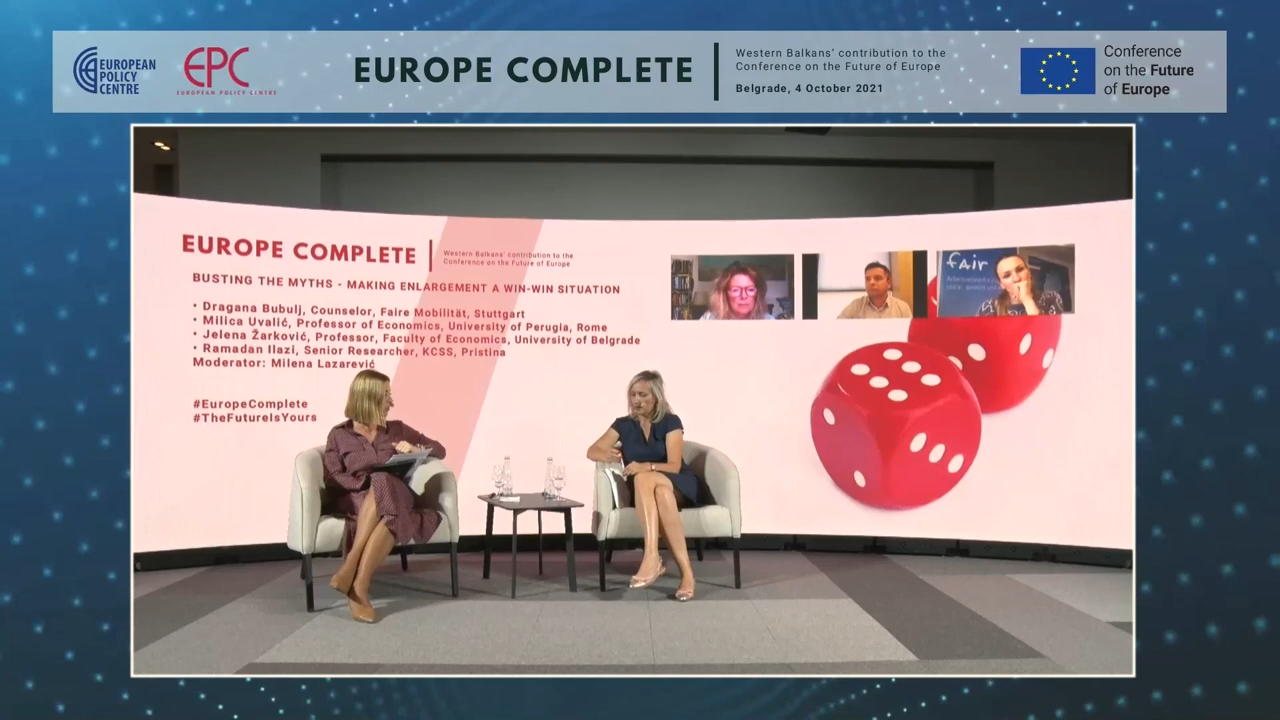 EUROPEAN
POLICY
CENTRE
EPC
EUROPEAN POLICY CENTRE
EUROPE COMPLETE
Western Balkans' contribution to the
Conference on the Future of Europe
Belgrade, 4 October 2021
Conference
on the Future
of Europe
EUROPE COMPLETE
Western Balkans' contribution to the
Conference on the Future of Europe
BUSTING THE MYTHS - MAKING ENLARGEMENT A WIN-WIN SITUATION
• Dragana Bubulj, Counselor, Faire Mobilität, Stuttgart
• Milica Uvalić, Professor of Economics, University of Perugia, Rome
• Jelena Žarković, Professor, Faculty of Economics, University of Belgrade
• Ramadan Ilazi, Senior Researcher, KCSS, Pristina
Moderator: Milena Lazarević
#EuropeComplete
#TheFutureIsYours
fair